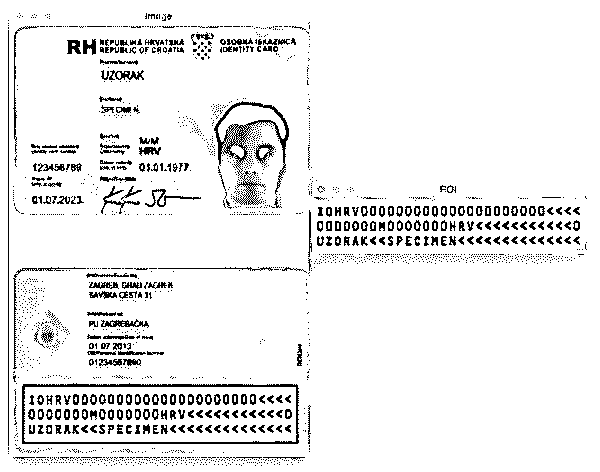 Image
RH REPUBLIKA HRVATSKA
REPUBLIC OF CROATIA
OSOBNA ISKAZNICA
IDENTITY CARD
UZORAK
SPECIMEN
M/M
HRV
123456789
01.01.1977.
01.07.2023.
ROI
IOHRV000000000000000000000<<<<
0000000M0000000HRV<<<<<<<<<<<0
UZORAK<<SPECIMEN<<<<<<<<<<<<<<
ZAGREB, GRAD ZAGREB
SAVSKA CESTA 31
PU ZAGREBAČKA
01.07.2013.
01234567890
IOHRV000000000000000000000<<<<
0000000M0000000HRV<<<<<<<<<<<0
UZORAK<<SPECIMEN<<<<<<<<<<<<<<